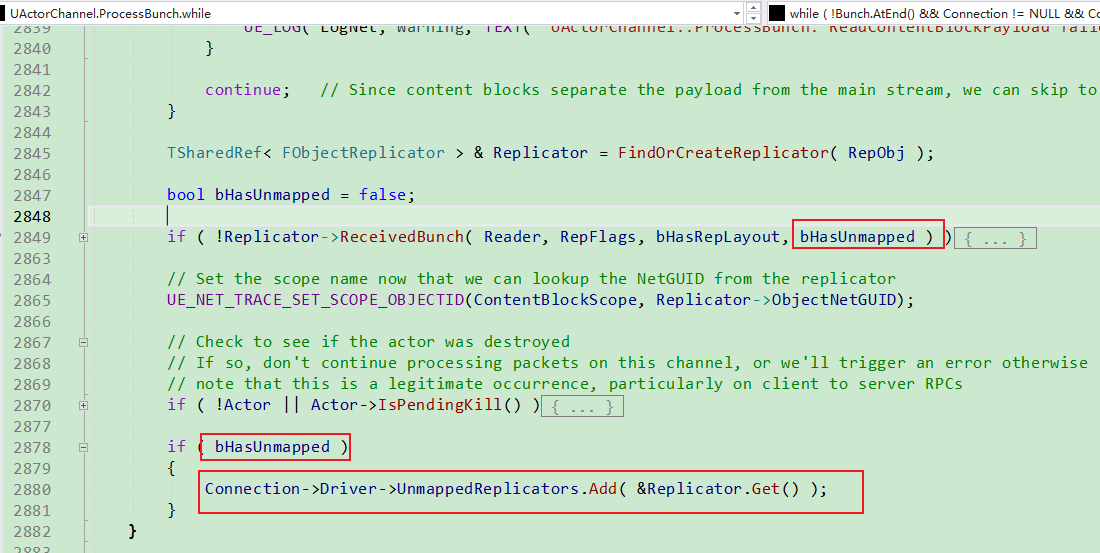 UActorChannel.ProcessBunch.while
while ( !Bunch.AtEnd() && Connection != NULL && Co
2839 UE_LOG( LogNet, Warning, TEXT( "UActorChannel::ProcessBunch: ReadContentBlockPayload faile
2840 }
2841
2842 continue; // Since content blocks separate the payload from the main stream, we can skip to
2843 }
2844
2845 TSharedRef< FObjectReplicator > & Replicator = FindOrCreateReplicator( RepObj );
2846
2847 bool bHasUnmapped = false;
2848
2849 if ( !Replicator->ReceivedBunch( Reader, RepFlags, bHasRepLayout, bHasUnmapped ) ) { ... }
2863
2864 // Set the scope name now that we can lookup the NetGUID from the replicator
2865 UE_NET_TRACE_SET_SCOPE_OBJECTID(ContentBlockScope, Replicator->ObjectNetGUID);
2866
2867 // Check to see if the actor was destroyed
2868 // If so, don't continue processing packets on this channel, or we'll trigger an error otherwise
2869 // note that this is a legitimate occurrence, particularly on client to server RPCs
2870 if ( !Actor || Actor->IsPendingKill() ) { ... }
2877
2878 if ( bHasUnmapped )
2879 {
2880 Connection->Driver->UnmappedReplicators.Add( &Replicator.Get() );
2881 }
2882 }
2883